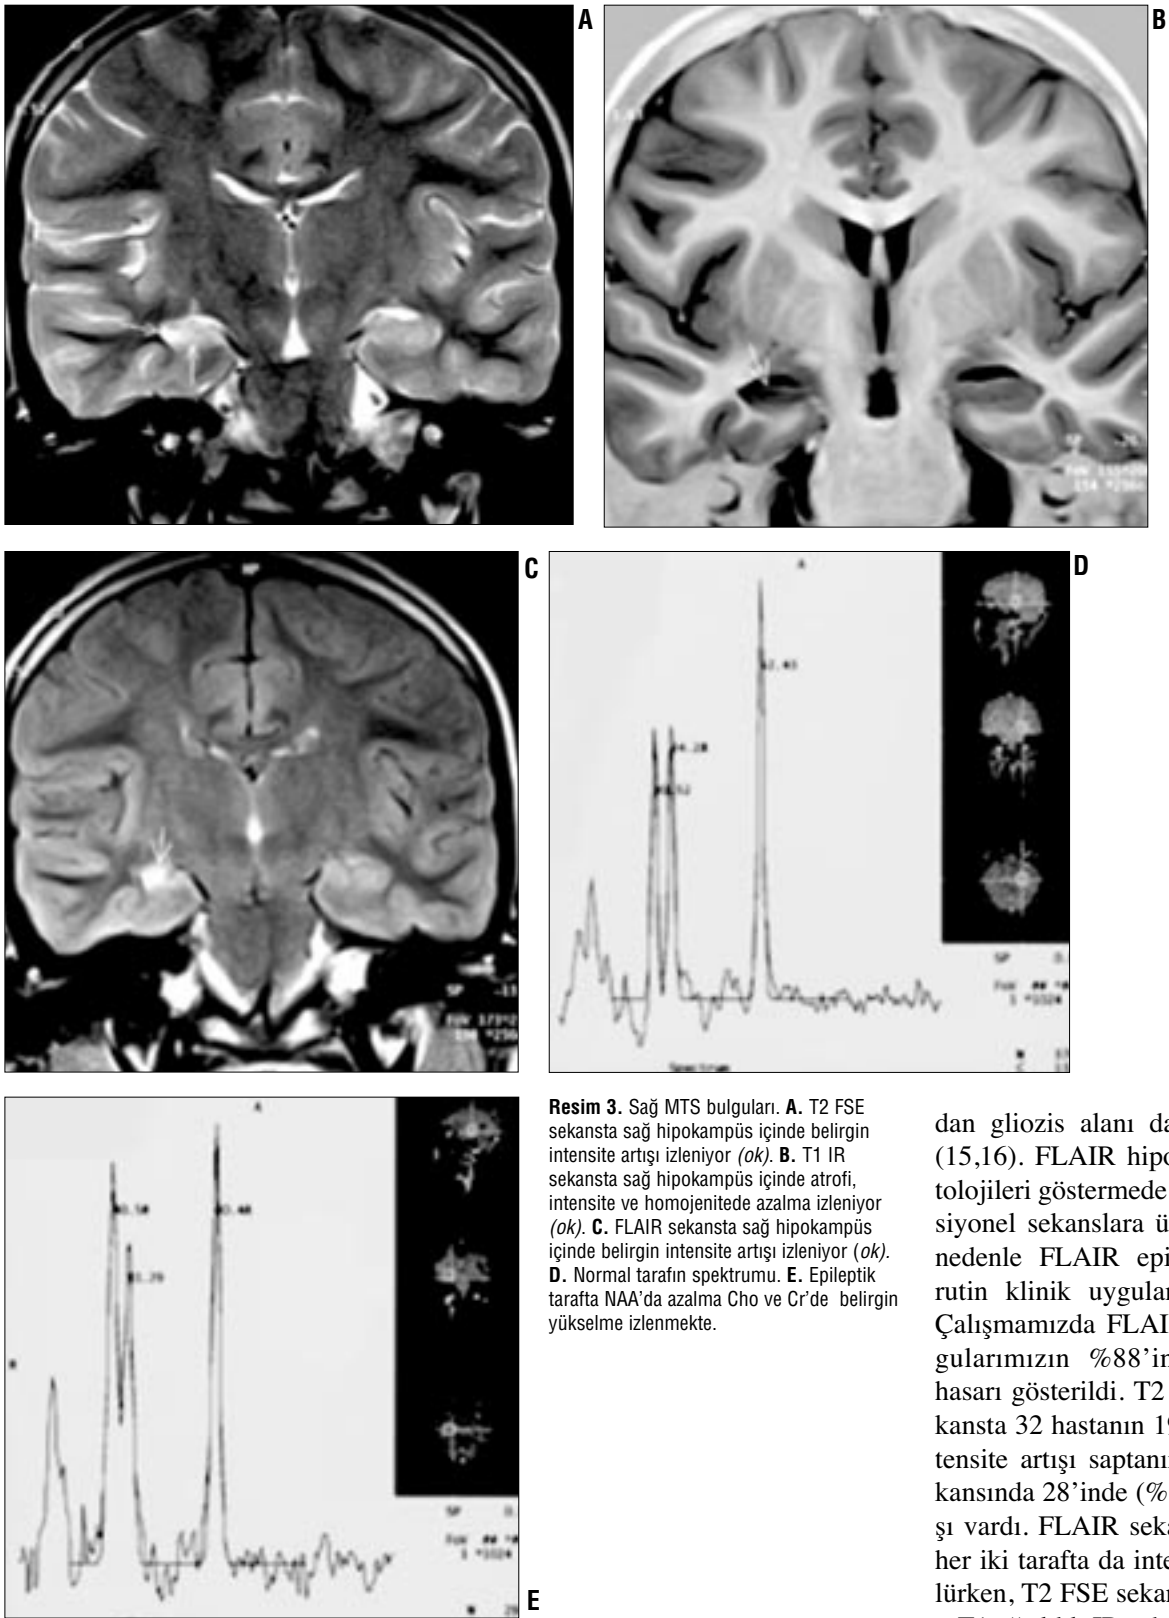 A
B
C
D
A
A
Spectrum
E
Resim 3. Sağ MTS bulguları. A. T2 FSE
sekansta sağ hipokampüs içinde belirgin
intensite artışı izleniyor (ok). B. T1 IR
sekansta sağ hipokampüs içinde atrofi,
intensite ve homojenitede azalma izleniyor
(ok). C. FLAIR sekansta sağ hipokampüs
içinde belirgin intensite artışı izleniyor (ok).
D. Normal tarafın spektrumu. E. Epileptik
tarafta NAA'da azalma Cho ve Cr'de belirgin
yükselme izlenmekte.
dan gliozis alanı da
(15,16). FLAIR hipo
tolojileri göstermede
siyonel sekanslara ü
nedenle FLAIR epi
rutin klinik uygular
Çalışmamızda FLAI
gularımızın %88'in
hasarı gösterildi. T2
kansta 32 hastanın 19
tensite artışı saptanı
kansında 28'inde (%
şı vardı. FLAIR seka
her iki tarafta da inte
lürken, T2 FSE sekan